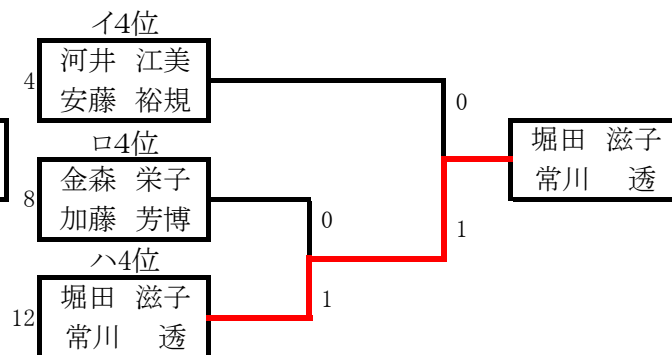 イ4位
4
河井 江美
安藤 裕規
0
ロ4位
8
金森 栄子
加藤 芳博
0
堀田 滋子
常川 透
1
ハ4位
12
堀田 滋子
常川 透
1